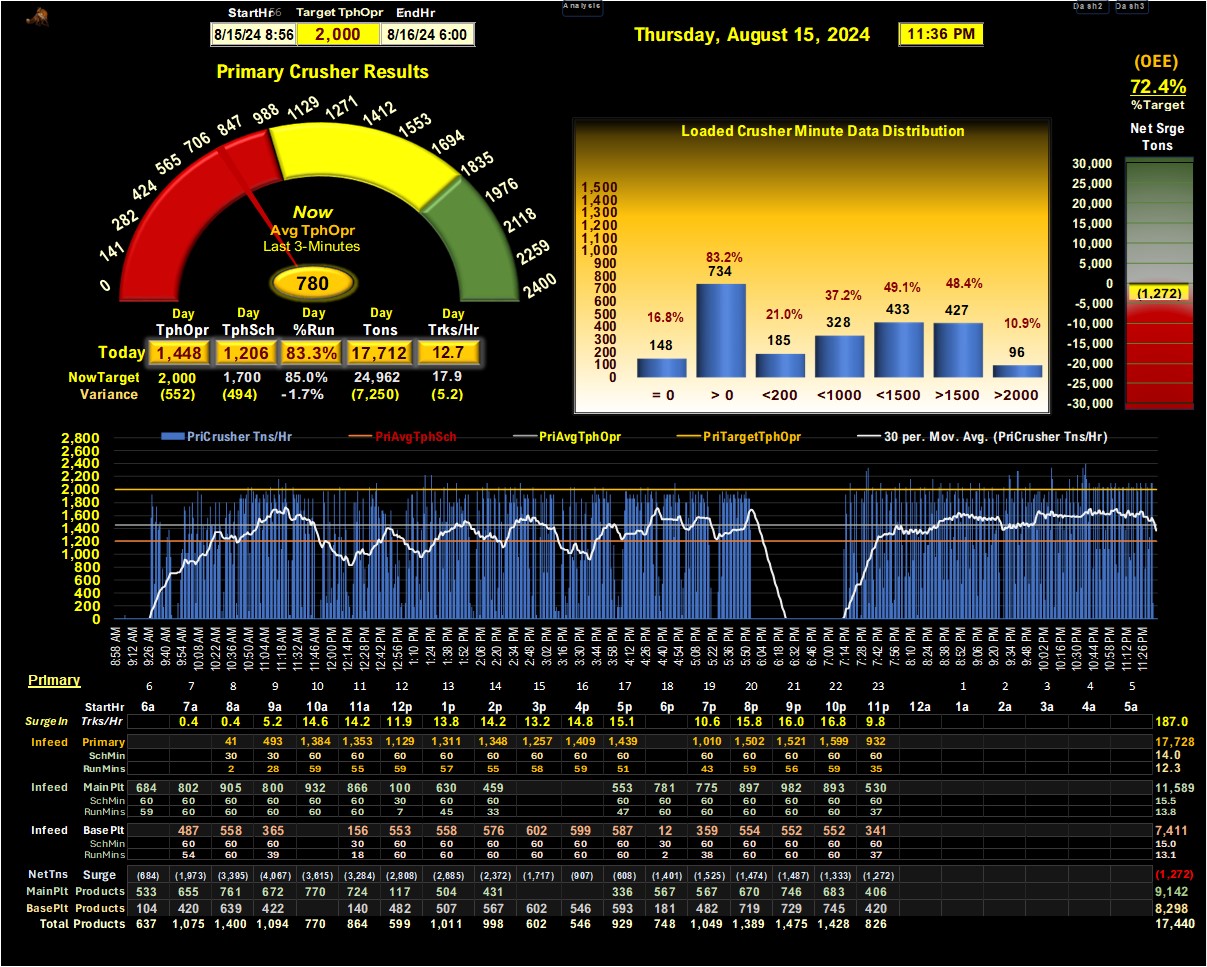 Analysis
Dash2 Dash3
StartHr56 Target TphOpr EndHr
8/15/24 8:56 2,000 8/16/24 6:00
Thursday, August 15, 2024 11:36 PM
(OEE)
72.4%
%Target
Primary Crusher Results
0 141 282 424 565 706 847 988 1129 1271 1412 1553 1694 1835 1976 2118 2259 2400
Now
Avg TphOpr
Last 3-Minutes
780
Day Day Day Day Day
TphOpr TphSch %Run Tons Trks/Hr
Today 1,448 1,206 83.3% 17,712 12.7
NowTarget 2,000 1,700 85.0% 24,962 17.9
Variance (552) (494) -1.7% (7,250) (5.2)
Loaded Crusher Minute Data Distribution
1,500
1,400
1,300
1,200
1,100
1,000
900
800
700
600
500
400
300
200
100
0
16.8% 83.2% 21.0% 37.2% 49.1% 48.4% 10.9%
148 734 185 328 433 427 96
= 0 > 0 <200 <1000 <1500 >1500 >2000
Net Srge
Tons
30,000
25,000
20,000
15,000
10,000
5,000
0
(1,272)
-5,000
-10,000
-15,000
-20,000
-25,000
-30,000
PriCrusher Tns/Hr PriAvgTphSch PriAvgTphOpr PriTargetTphOpr 30 per. Mov. Avg. (PriCrusher Tns/Hr)
2,800
2,600
2,400
2,200
2,000
1,800
1,600
1,400
1,200
1,000
800
600
400
200
0
8:58 AM 9:12 AM 9:26 AM 9:40 AM 9:54 AM 10:08 AM 10:22 AM 10:36 AM 10:50 AM 11:04 AM 11:18 AM 11:32 AM 11:46 AM 12:00 PM 12:14 PM 12:28 PM 12:42 PM 12:56 PM 1:10 PM 1:24 PM 1:38 PM 1:52 PM 2:06 PM 2:20 PM 2:34 PM 2:48 PM 3:02 PM 3:16 PM 3:30 PM 3:44 PM 3:58 PM 4:12 PM 4:26 PM 4:40 PM 4:54 PM 5:08 PM 5:22 PM 5:36 PM 5:50 PM 6:04 PM 6:18 PM 6:32 PM 6:46 PM 7:00 PM 7:14 PM 7:28 PM 7:42 PM 7:56 PM 8:10 PM 8:24 PM 8:38 PM 8:52 PM 9:06 PM 9:20 PM 9:34 PM 9:48 PM 10:02 PM 10:16 PM 10:30 PM 10:44 PM 10:58 PM 11:12 PM 11:26 PM
Primary
6 7 8 9 10 11 12 13 14 15 16 17 18 19 20 21 22 23 1 2 3 4 5
StartHr 6a 7a 8a 9a 10a 11a 12p 1p 2p 3p 4p 5p 6p 7p 8p 9p 10p 11p 12a 1a 2a 3a 4a 5a
SurgeIn Trks/Hr 0.4 0.4 5.2 14.6 14.2 11.9 13.8 14.2 13.2 14.8 15.1 10.6 15.8 16.0 16.8 9.8 187.0
Infeed Primary 41 493 1,384 1,353 1,129 1,311 1,348 1,257 1,409 1,439 1,010 1,502 1,521 1,599 932 17,728
SchMin 30 30 60 60 60 60 60 60 60 60 60 60 60 60 60 14.0
RunMins 2 28 59 55 59 57 55 58 59 51 43 59 56 59 35 12.3
Infeed Main Plt 684 802 905 800 932 866 100 630 459 553 781 775 897 982 893 530 11,589
SchMin 60 60 60 60 60 60 30 60 60 60 60 60 60 60 60 60 15.5
RunMins 59 60 60 60 60 60 7 45 33 47 60 60 60 60 60 37 13.8
Infeed Base Plt 487 558 365 156 553 558 576 602 599 587 12 359 554 552 552 341 7,411
SchMin 60 60 60 30 60 60 60 60 60 60 60 60 60 60 60 60 15.0
RunMins 54 60 39 18 60 60 60 60 60 60 2 38 60 60 60 37 13.1
NetTns Surge (684) (1,973) (3,395) (4,067) (3,615) (3,284) (2,808) (2,685) (2,372) (1,717) (907) (608) (1,401) (1,525) (1,474) (1,487) (1,333) (1,272) (1,272)
MainPlt Products 533 655 761 672 770 724 117 504 431 336 567 567 670 746 683 406 9,142
BasePlt Products 104 420 639 422 140 482 507 567 602 546 593 181 482 719 729 745 420 8,298
Total Products 637 1,075 1,400 1,094 770 864 599 1,011 998 602 546 929 748 1,049 1,389 1,475 1,428 826 17,440